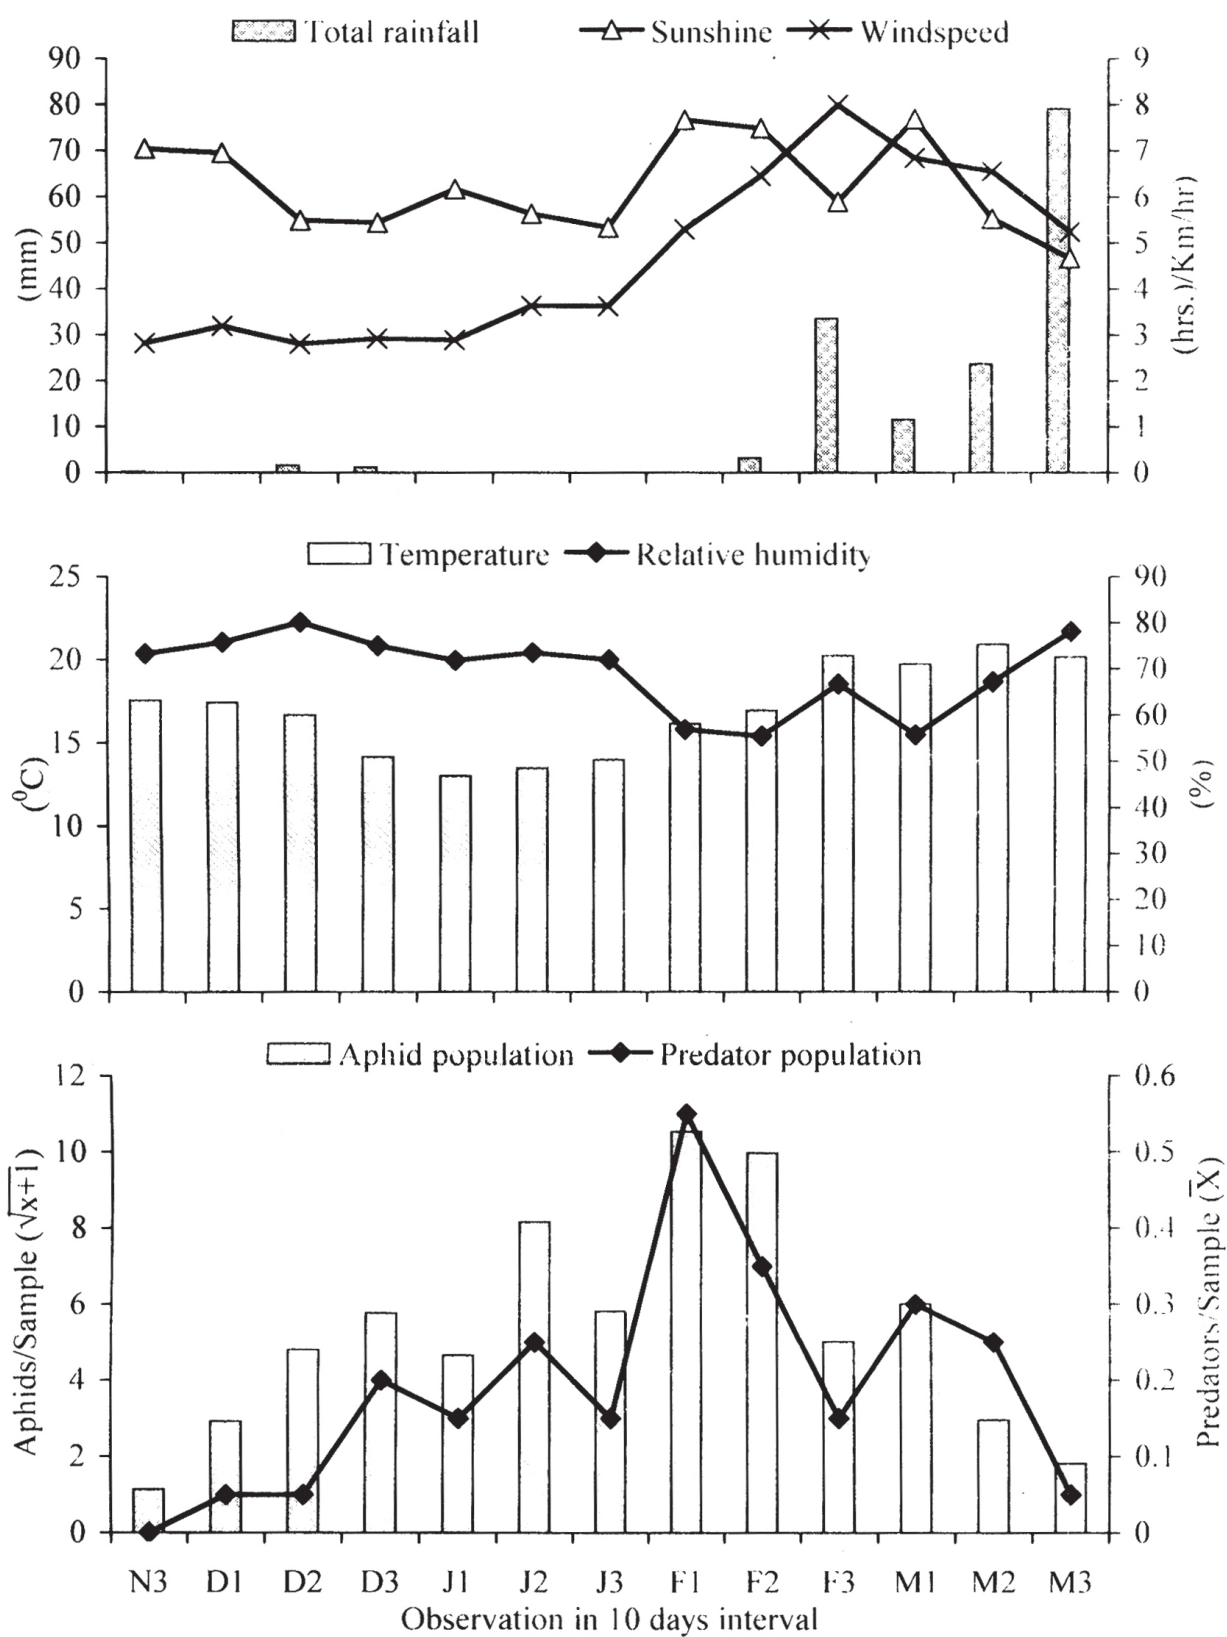 Total rainfall Sunshine Windspeed
90 9
80 8
70 7
60 6
50 5
40 4
30 3
20 2
10 1
0 0
(mm)
(hrs.)/Km/hr)
Temperature Relative humidity
25 90
80
20 70
60
15 50
40
10 30
20
5 10
0 0
(⁰C)
(%)
Aphid population Predator population
12 0.6
10 0.5
8 0.4
6 0.3
4 0.2
2 0.1
0 0
Aphids/Sample (√x+1)
Predators/Sample (X̅)
N3 D1 D2 D3 J1 J2 J3 F1 F2 F3 M1 M2 M3
Observation in 10 days interval